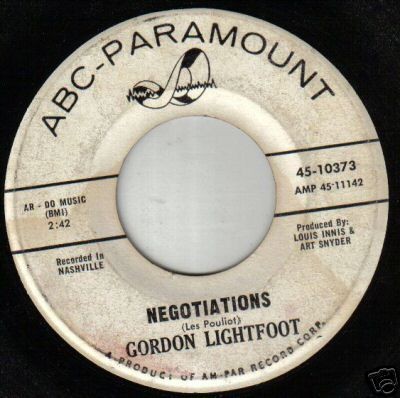 ABC-PARAMOUNT
45-10373
AMP 45-11142
AR - DO MUSIC
(BMI)
2:42
Produced By:
LOUIS INNIS &
ART SNYDER
Recorded In
NASHVILLE
NEGOTIATIONS
(Les Pouliot)
GORDON LIGHTFOOT
A PRODUCT OF AM-PAR RECORD CORP.